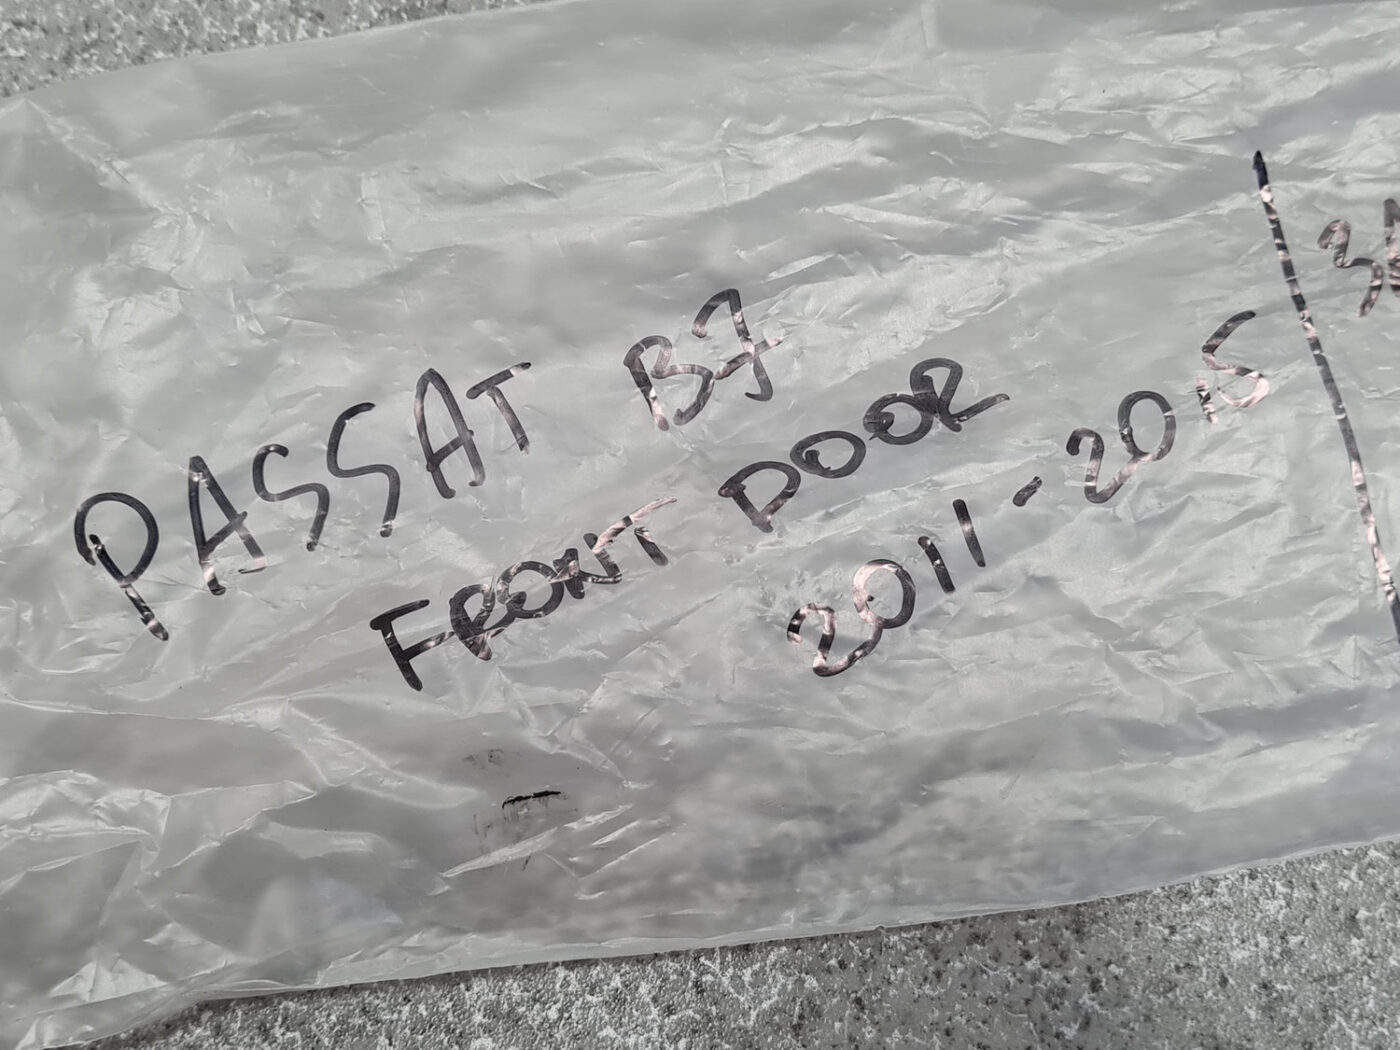 PASSAT B7
FRONT DOOR
2011-2015